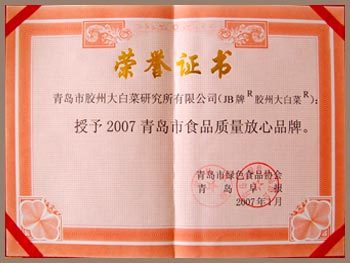 荣誉证书
青岛市胶州大白菜研究所有限公司（JB牌R胶州大白菜R）：
授予2007青岛市食品质量放心品牌。
青岛市绿色食品协会
青岛早报
2007年1月